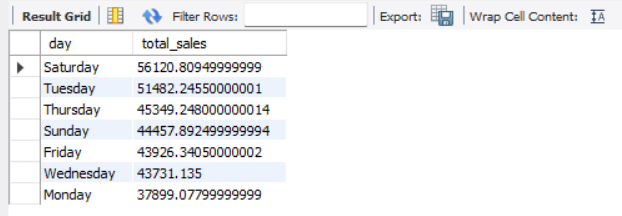 Result Grid Filter Rows: Export: Wrap Cell Content: IA
day total_sales
Saturday 56120.80949999999
Tuesday 51482.24550000001
Thursday 45349.248000000014
Sunday 44457.892499999994
Friday 43926.34050000002
Wednesday 43731.135
Monday 37899.07799999999